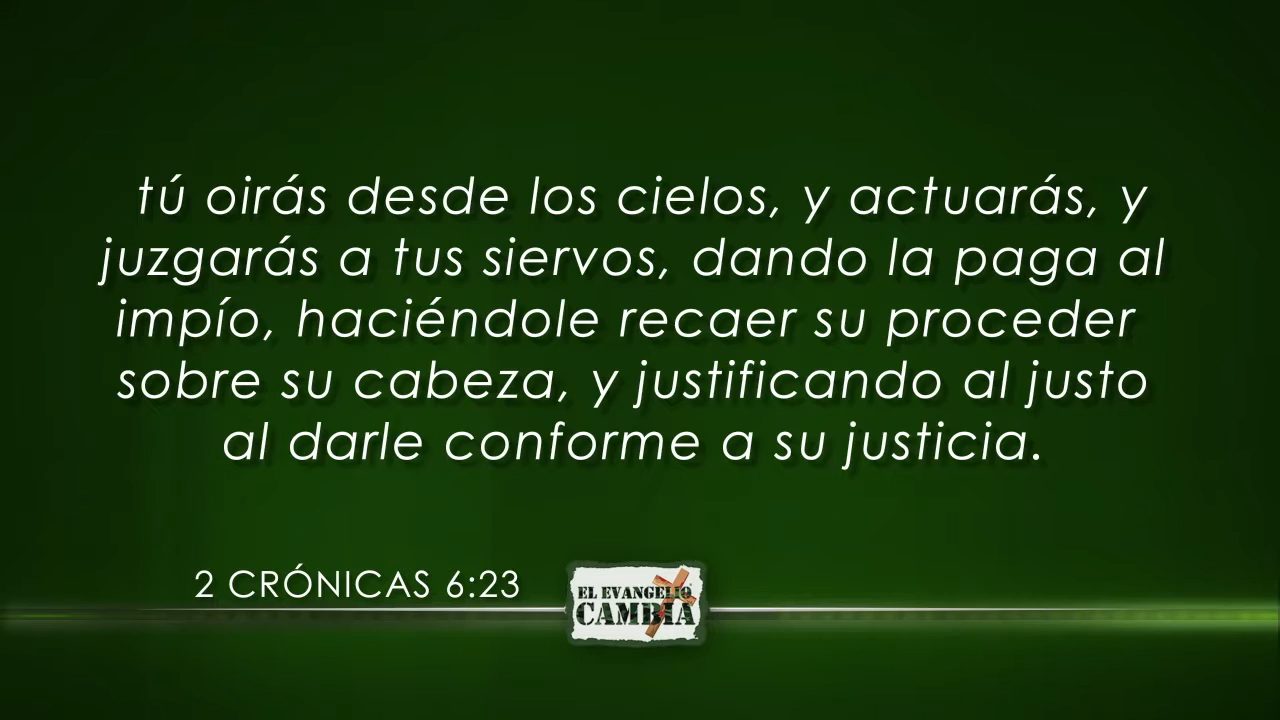 tú oirás desde los cielos, y actuarás, y
juzgarás a tus siervos, dando la paga al
impío, haciéndole recaer su proceder
sobre su cabeza, y justificando al justo
al darle conforme a su justicia.
2 CRÓNICAS 6:23
EL EVANGELIO
CAMBIA